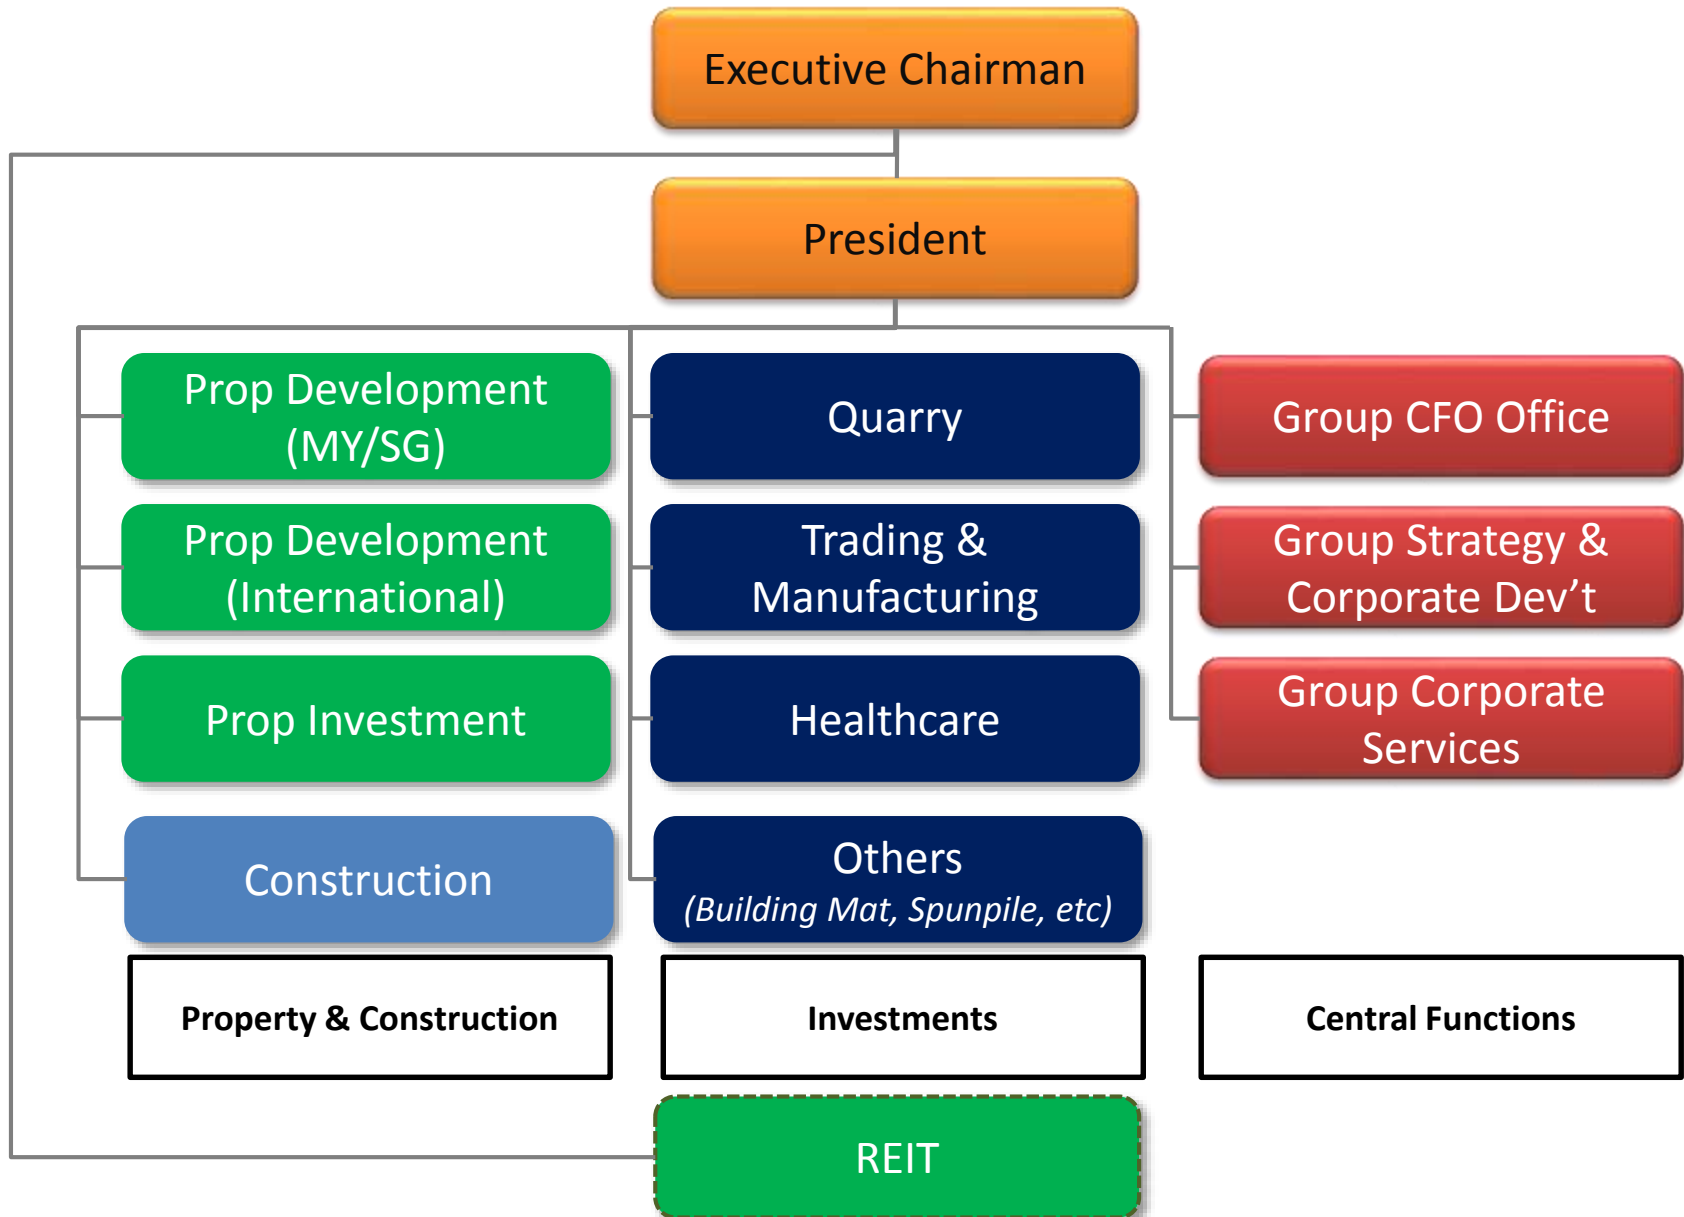 Executive Chairman
President
Prop Development
(MY/SG)
Quarry
Group CFO Office
Prop Development
(International)
Trading &
Manufacturing
Group Strategy &
Corporate Dev’t
Prop Investment
Healthcare
Group Corporate
Services
Construction
Others
(Building Mat, Spunpile, etc)
Property & Construction
Investments
Central Functions
REIT